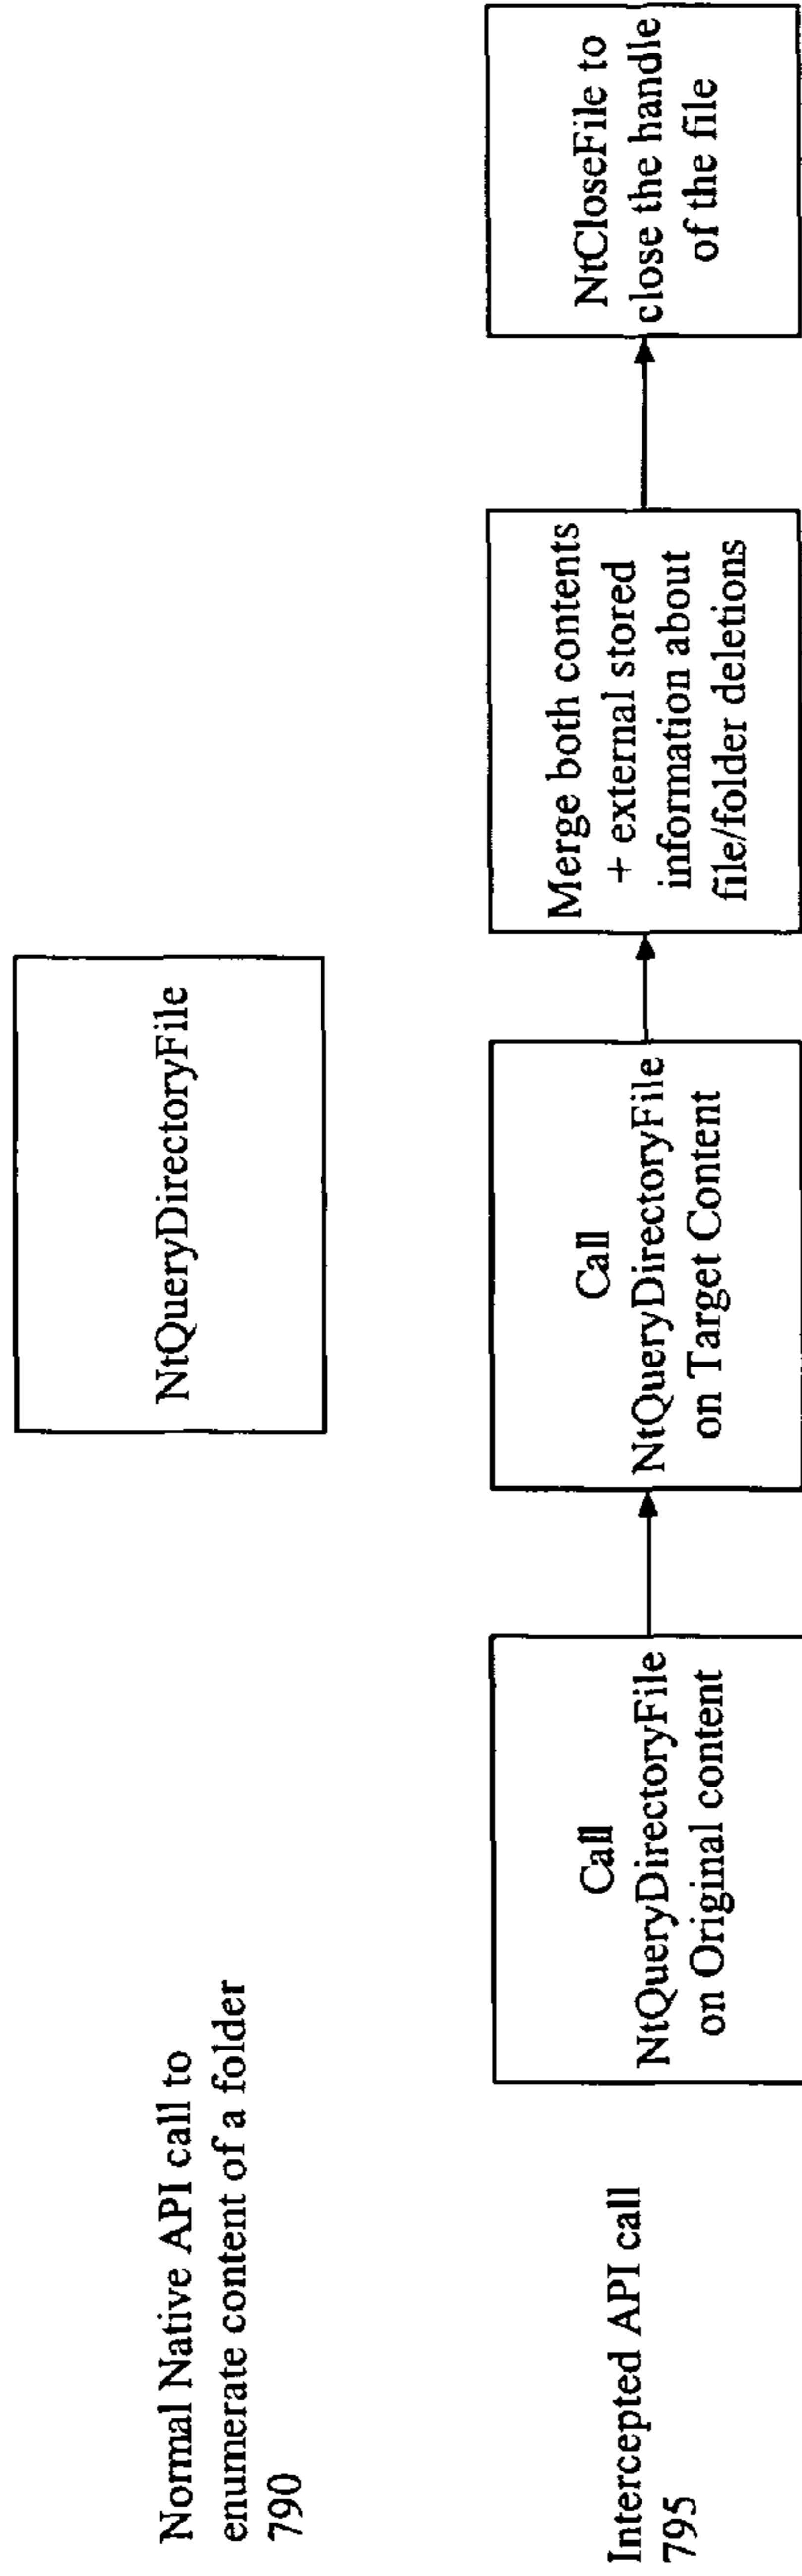 Normal Native API call to
enumerate content of a folder
790
NtQueryDirectoryFile
Intercepted API call
795
Call
NtQueryDirectoryFile
on Original content
Call
NtQueryDirectoryFile
on Target Content
Merge both contents
+ external stored
information about
file/folder deletions
NtCloseFile to
close the handle
of the file